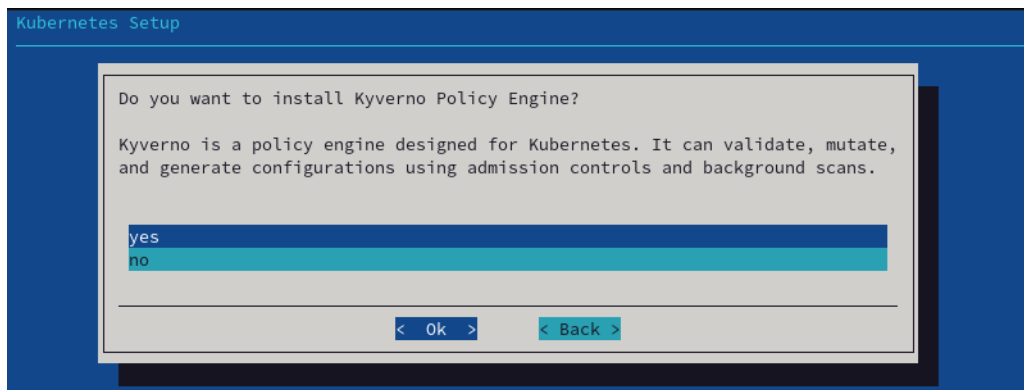 Kubernetes Setup
Do you want to install Kyverno Policy Engine?
Kyverno is a policy engine designed for Kubernetes. It can validate, mutate,
and generate configurations using admission controls and background scans.
yes
no
< Ok > < Back >